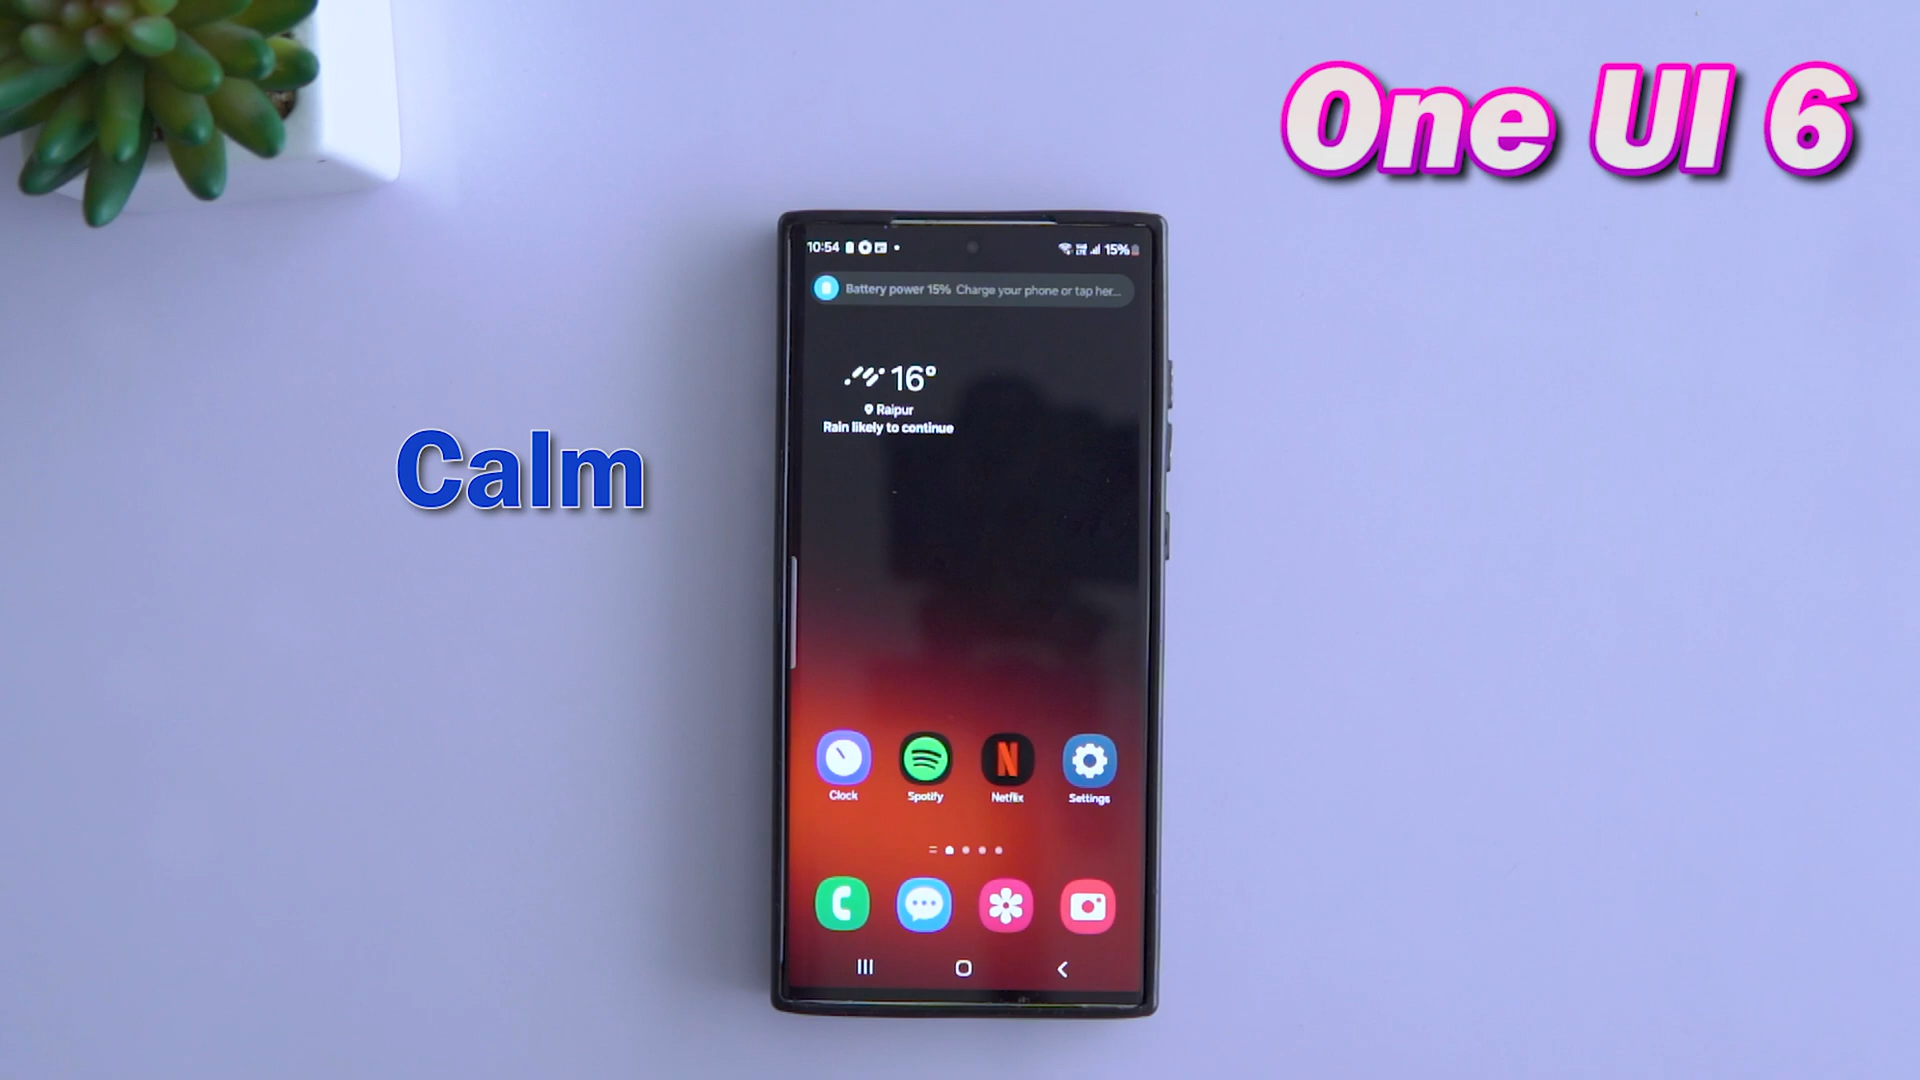 One UI 6
10:54
15%
Battery power 15% Charge your phone or tap her...
16°
Raipur
Rain likely to continue
Calm
Clock
Spotify
Netflix
Settings